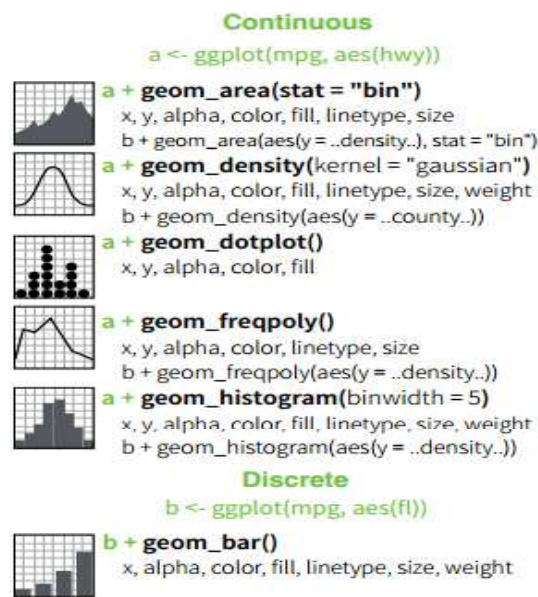 Continuous
a <- ggplot(mpg, aes(hwy))
a + geom_area(stat = "bin")
x, y, alpha, color, fill, linetype, size
b + geom_area(aes(y = ..density..), stat = "bin")
a + geom_density(kernel = "gaussian")
x, y, alpha, color, fill, linetype, size, weight
b + geom_density(aes(y = ..county..))
a + geom_dotplot()
x, y, alpha, color, fill
a + geom_freqpoly()
x, y, alpha, color, linetype, size
b + geom_freqpoly(aes(y = ..density..))
a + geom_histogram(binwidth = 5)
x, y, alpha, color, fill, linetype, size, weight
b + geom_histogram(aes(y = ..density..))
Discrete
b <- ggplot(mpg, aes(fl))
b + geom_bar()
x, alpha, color, fill, linetype, size, weight